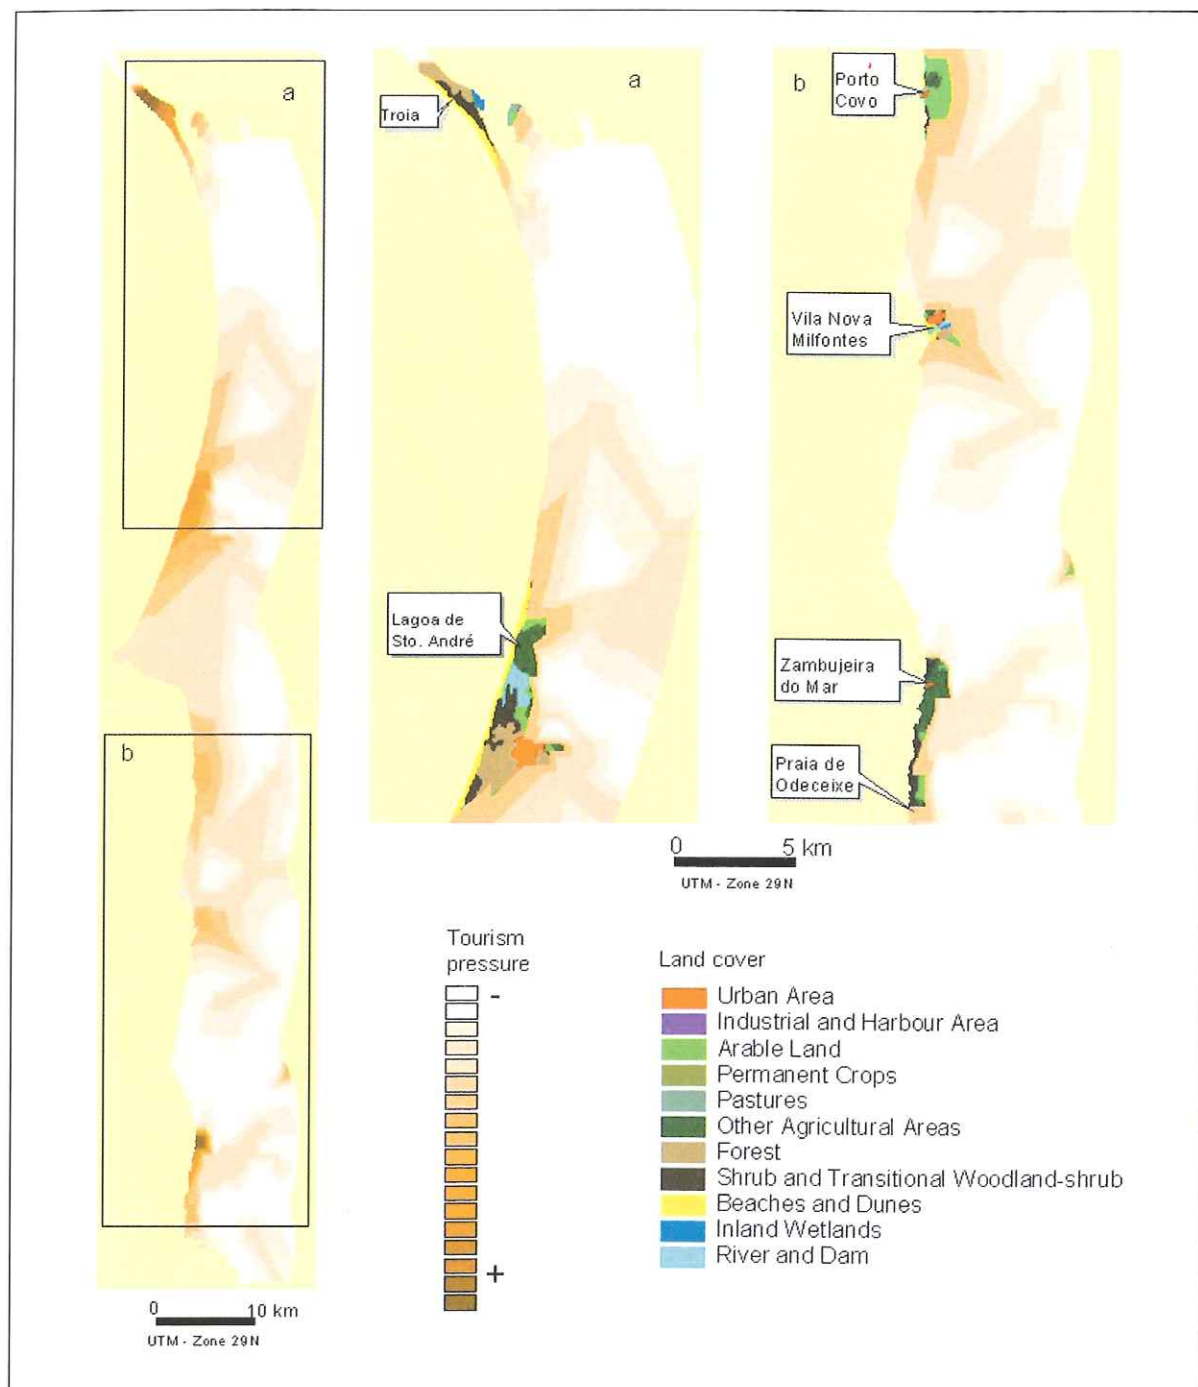 a
b
0 10 km
UTM - Zone 29N
a
Troia
Lagoa de
Sto. André
b
Porto
Covo
Vila Nova
Milfontes
Zambujeira
do Mar
Praia de
Odeceixe
0 5 km
UTM - Zone 29N
Tourism
pressure
-
+
Land cover
Urban Area
Industrial and Harbour Area
Arable Land
Permanent Crops
Pastures
Other Agricultural Areas
Forest
Shrub and Transitional Woodland-shrub
Beaches and Dunes
Inland Wetlands
River and Dam